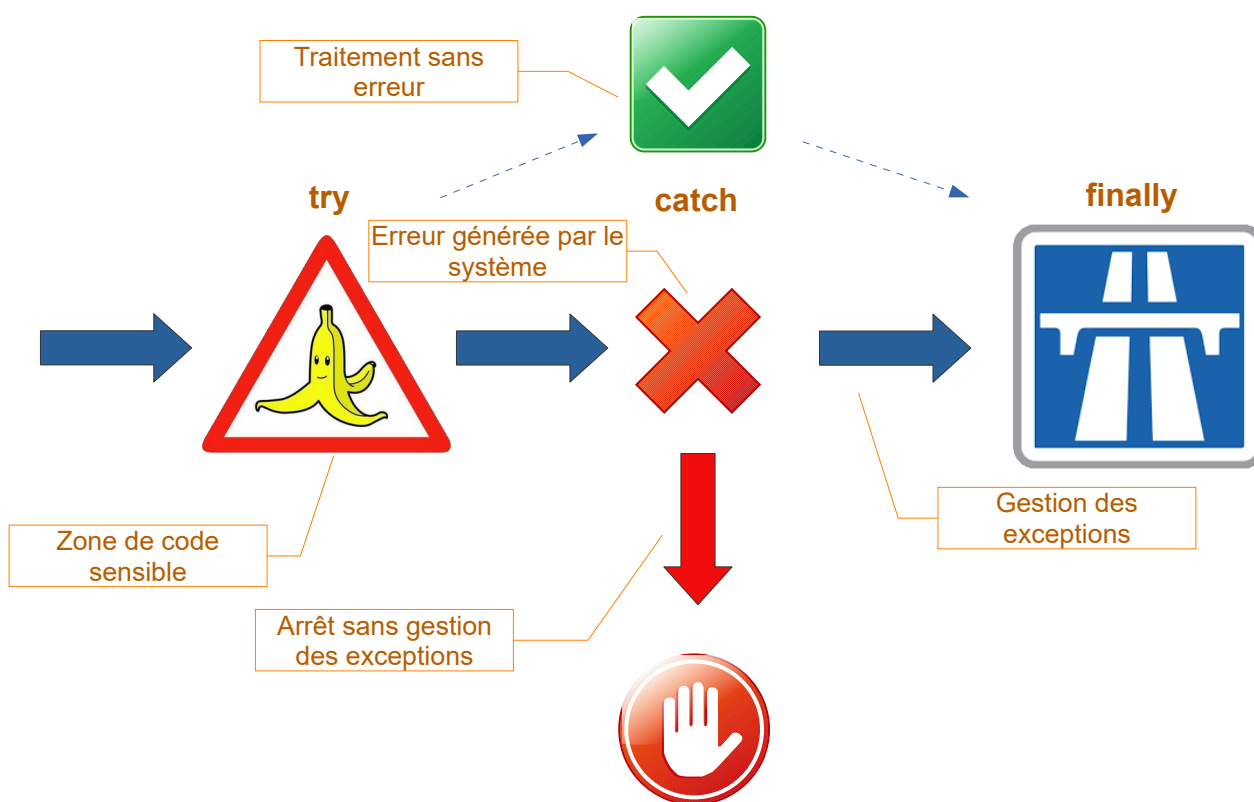 Traitement sans
erreur
try
catch
finally
Erreur générée par le
système
Zone de code
sensible
Gestion des
exceptions
Arrêt sans gestion
des exceptions